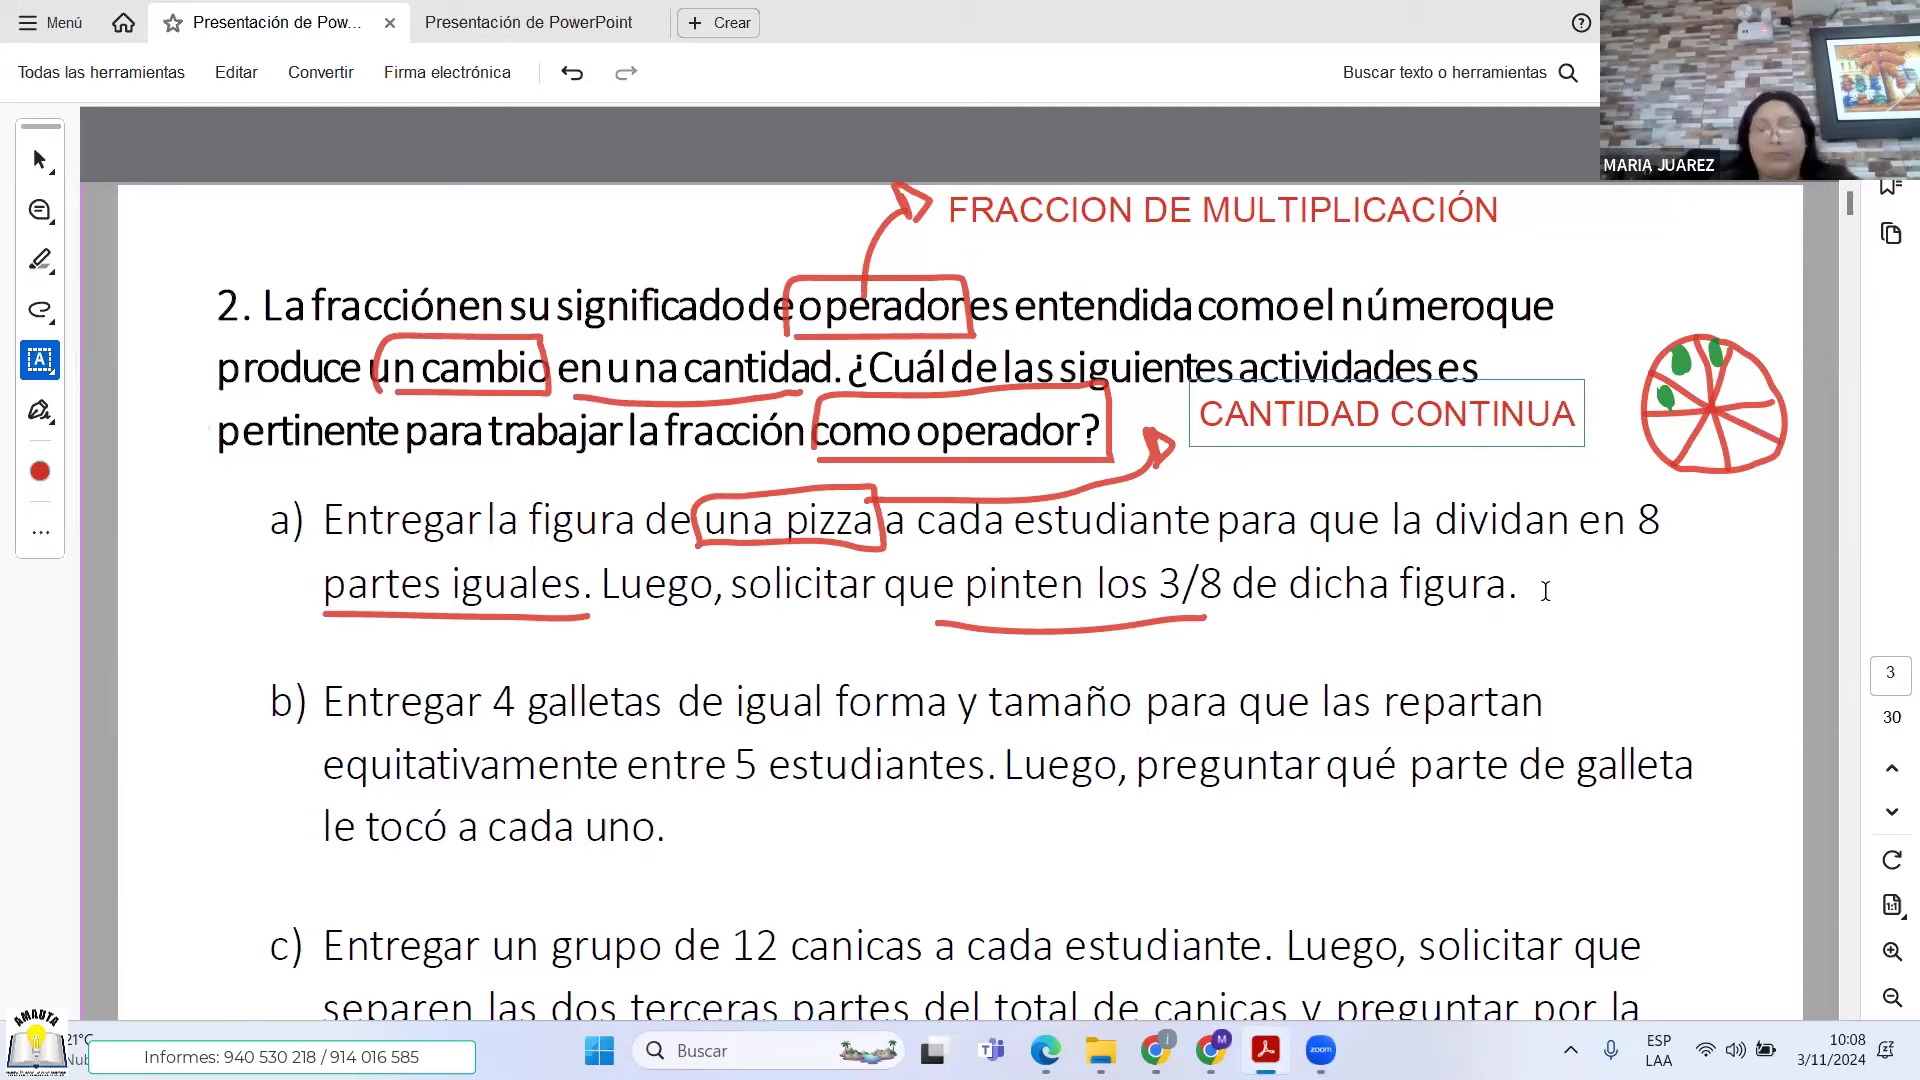 Menú
Presentación de Pow...
Presentación de PowerPoint
Crear
Todas las herramientas
Editar
Convertir
Firma electrónica
Buscar texto o herramientas
MARIA JUAREZ
FRACCION DE MULTIPLICACIÓN
2. La fracción en su significado de operador es entendida como el número que
produce un cambio en una cantidad. ¿Cuál de las siguientes actividades es
pertinente para trabajar la fracción como operador?
CANTIDAD CONTINUA
a) Entregar la figura de una pizza a cada estudiante para que la dividan en 8
partes iguales. Luego, solicitar que pinten los 3/8 de dicha figura.
b) Entregar 4 galletas de igual forma y tamaño para que las repartan
equitativamente entre 5 estudiantes. Luego, preguntar qué parte de galleta
le tocó a cada uno.
c) Entregar un grupo de 12 canicas a cada estudiante. Luego, solicitar que
separen las dos terceras partes del total de canicas y preguntar por la
3
30
AMAUTA
21°C
Nub
Informes: 940 530 218 / 914 016 585
Buscar
zoom
ESP
LAA
10:08
3/11/2024